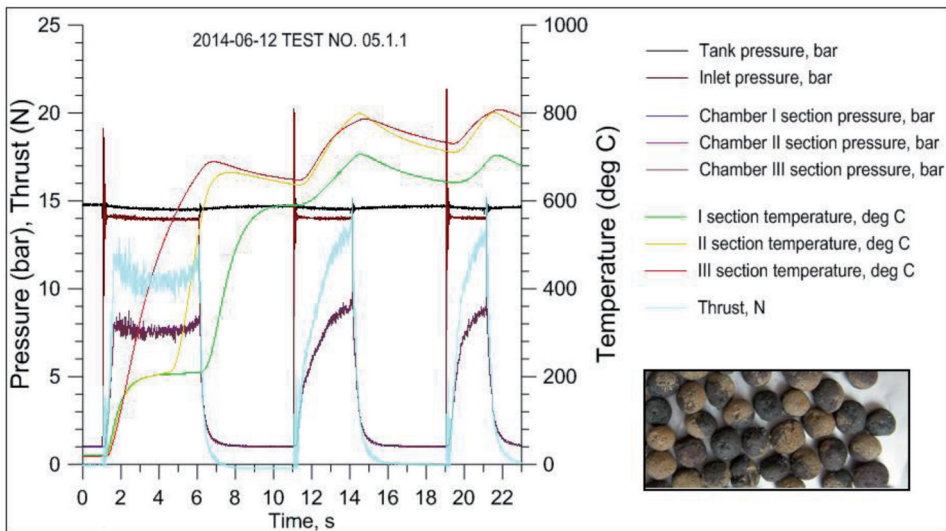 2014-06-12 TEST NO. 05.1.1
Pressure (bar), Thrust (N)
25
20
15
10
5
0
1000
800
600
400
200
0
Temperature (deg C)
0 2 4 6 8 10 12 14 16 18 20 22
Time, s
Tank pressure, bar
Inlet pressure, bar
Chamber I section pressure, bar
Chamber II section pressure, bar
Chamber III section pressure, bar
I section temperature, deg C
II section temperature, deg C
III section temperature, deg C
Thrust, N